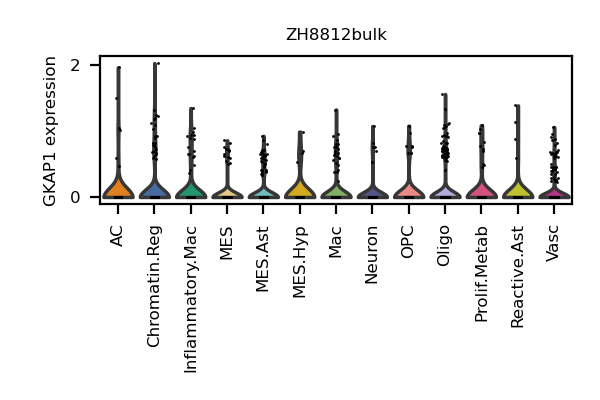 ZH8812bulk
GKAP1 expression
2
0
AC
Chromatin.Reg
Inflammatory.Mac
MES
MES.Ast
MES.Hyp
Mac
Neuron
OPC
Oligo
Prolif.Metab
Reactive.Ast
Vasc